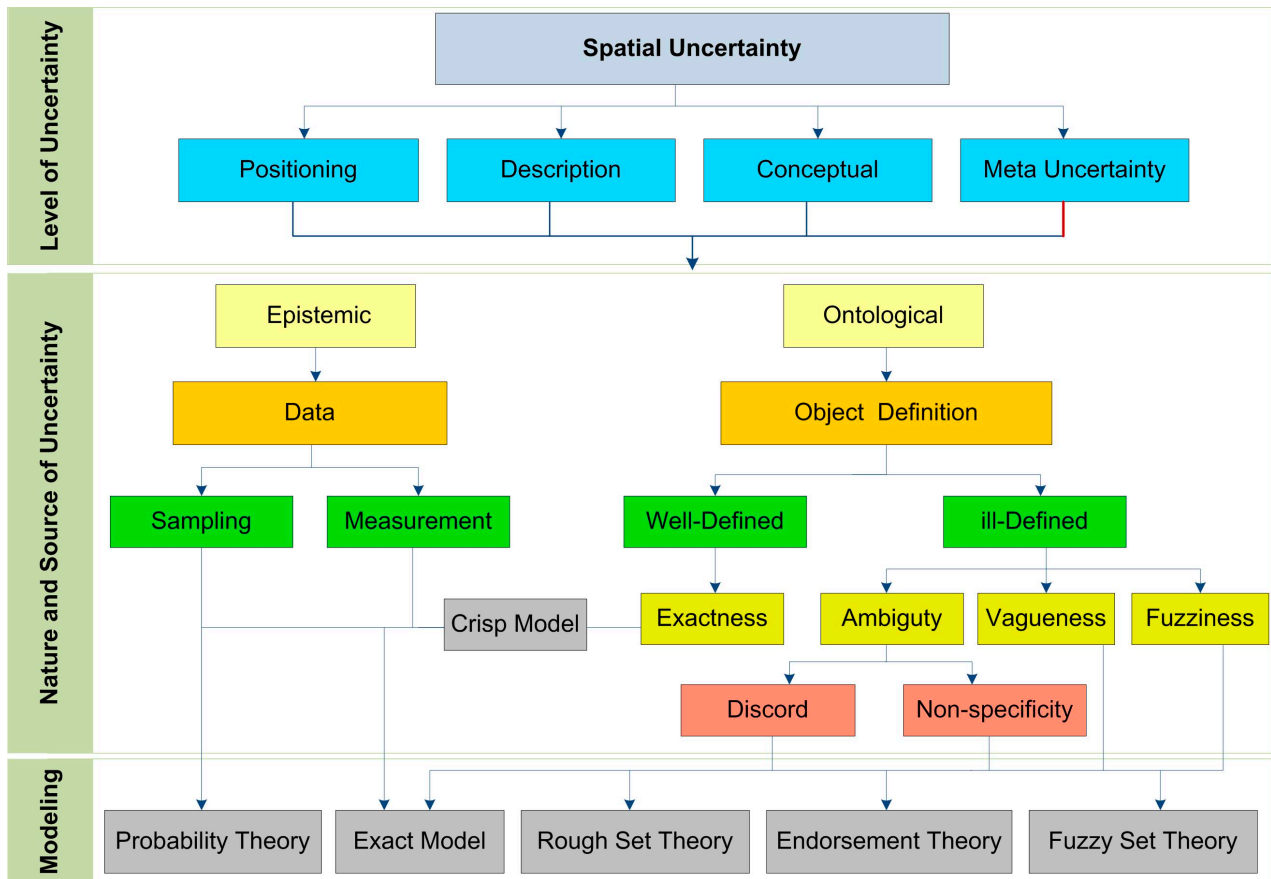 Level of Uncertainty
Spatial Uncertainty
Positioning
Description
Conceptual
Meta Uncertainty
Nature and Source of Uncertainty
Epistemic
Ontological
Data
Object Definition
Sampling
Measurement
Well-Defined
ill-Defined
Crisp Model
Exactness
Ambiguty
Vagueness
Fuzziness
Discord
Non-specificity
Modeling
Probability Theory
Exact Model
Rough Set Theory
Endorsement Theory
Fuzzy Set Theory